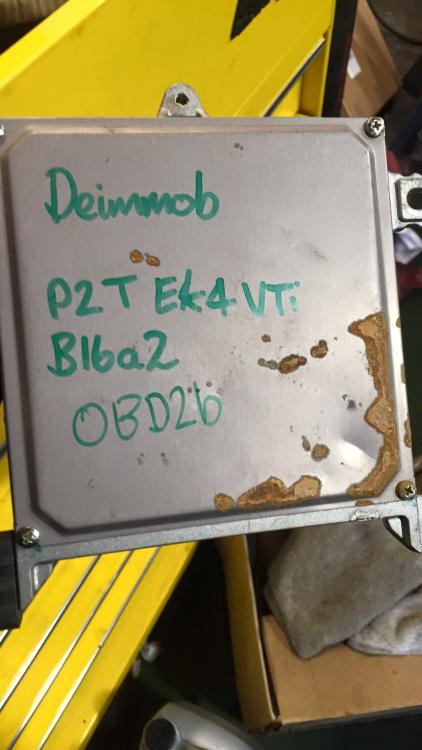 Deimmob
P2T EK4 VTi
B16a2
OBD2b